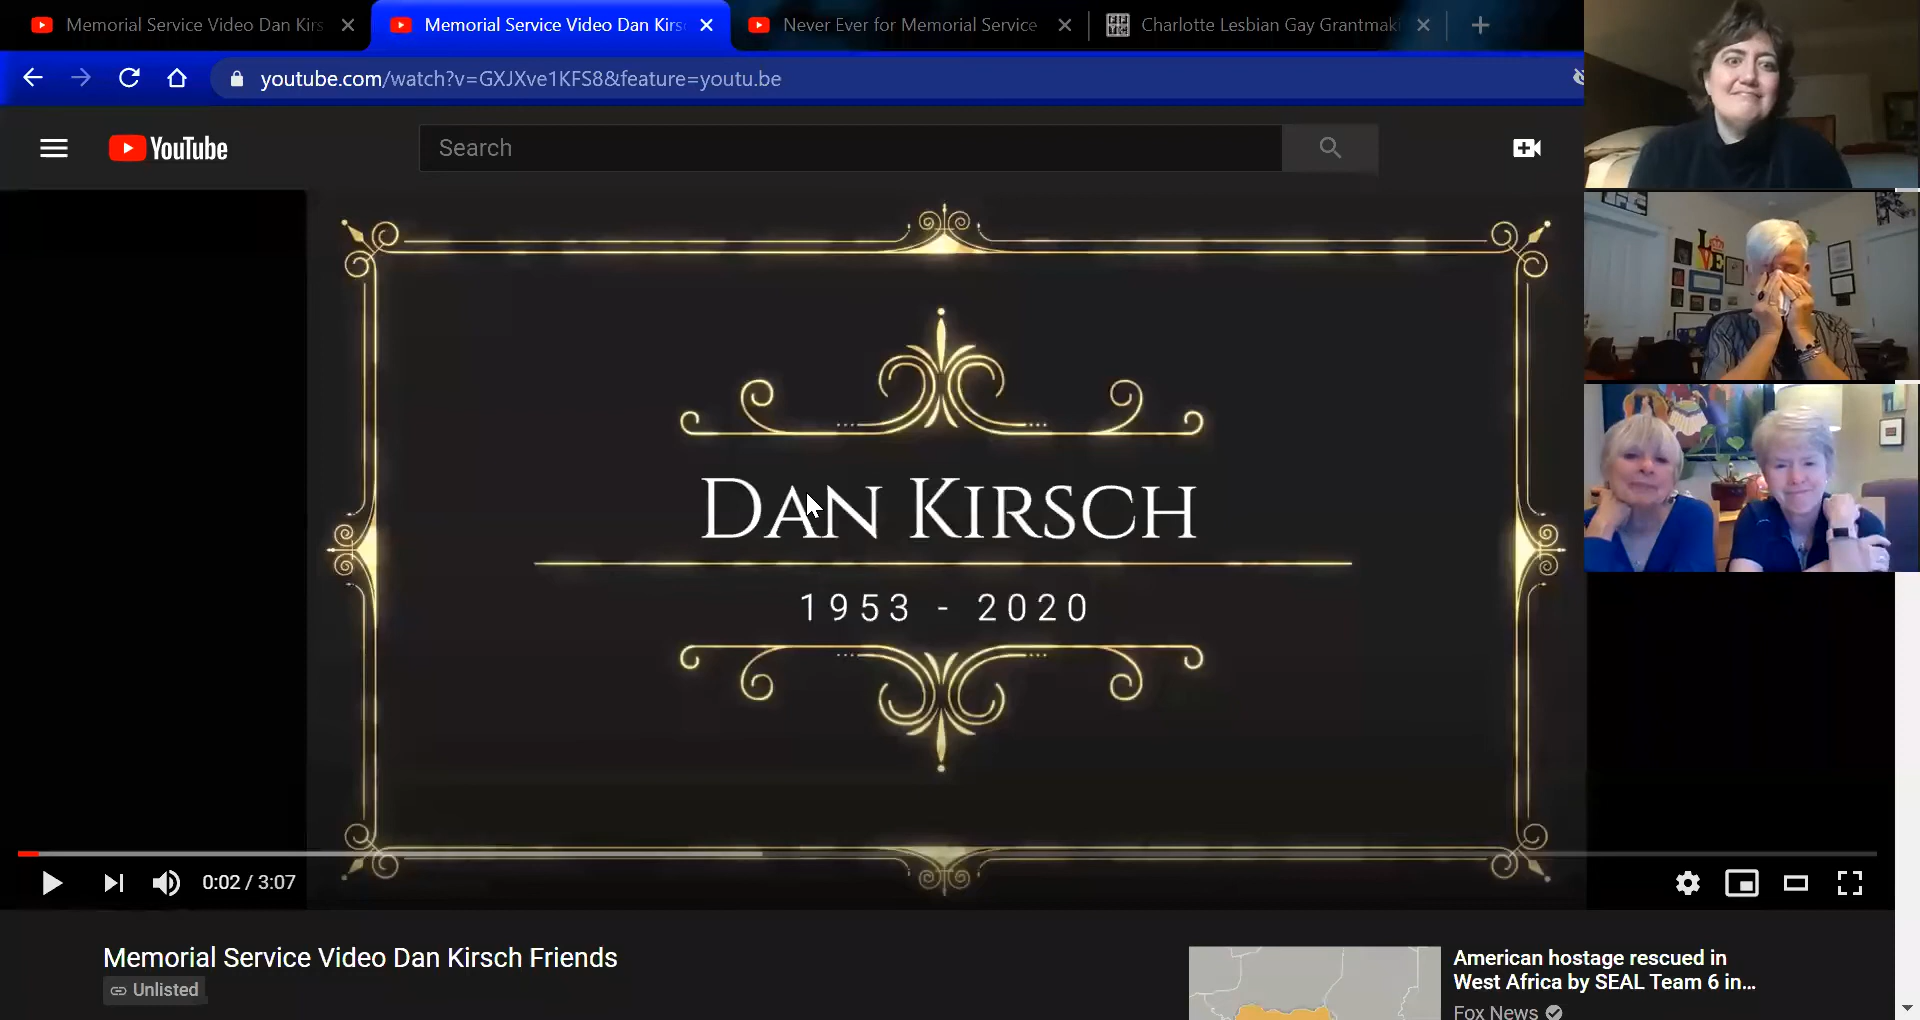 Memorial Service Video Dan Kirs
Memorial Service Video Dan Kirs
Never Ever for Memorial Service
Charlotte Lesbian Gay Grantmaki
youtube.com/watch?v=GXJXve1KFS8&feature=youtu.be
YouTube
Search
DAN KIRSCH
1953 - 2020
0:02 / 3:07
Memorial Service Video Dan Kirsch Friends
Unlisted
American hostage rescued in
West Africa by SEAL Team 6 in...
Fox News